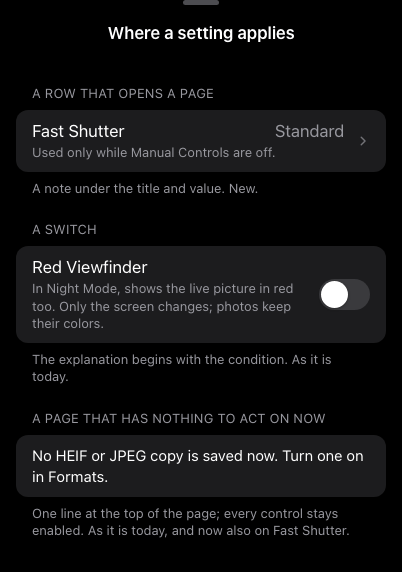 Where a setting applies
A ROW THAT OPENS A PAGE
Fast Shutter Standard
Used only while Manual Controls are off.
A note under the title and value. New.
A SWITCH
Red Viewfinder
In Night Mode, shows the live picture in red
too. Only the screen changes; photos keep
their colors.
The explanation begins with the condition. As it is
today.
A PAGE THAT HAS NOTHING TO ACT ON NOW
No HEIF or JPEG copy is saved now. Turn one on
in Formats.
One line at the top of the page; every control stays
enabled. As it is today, and now also on Fast Shutter.